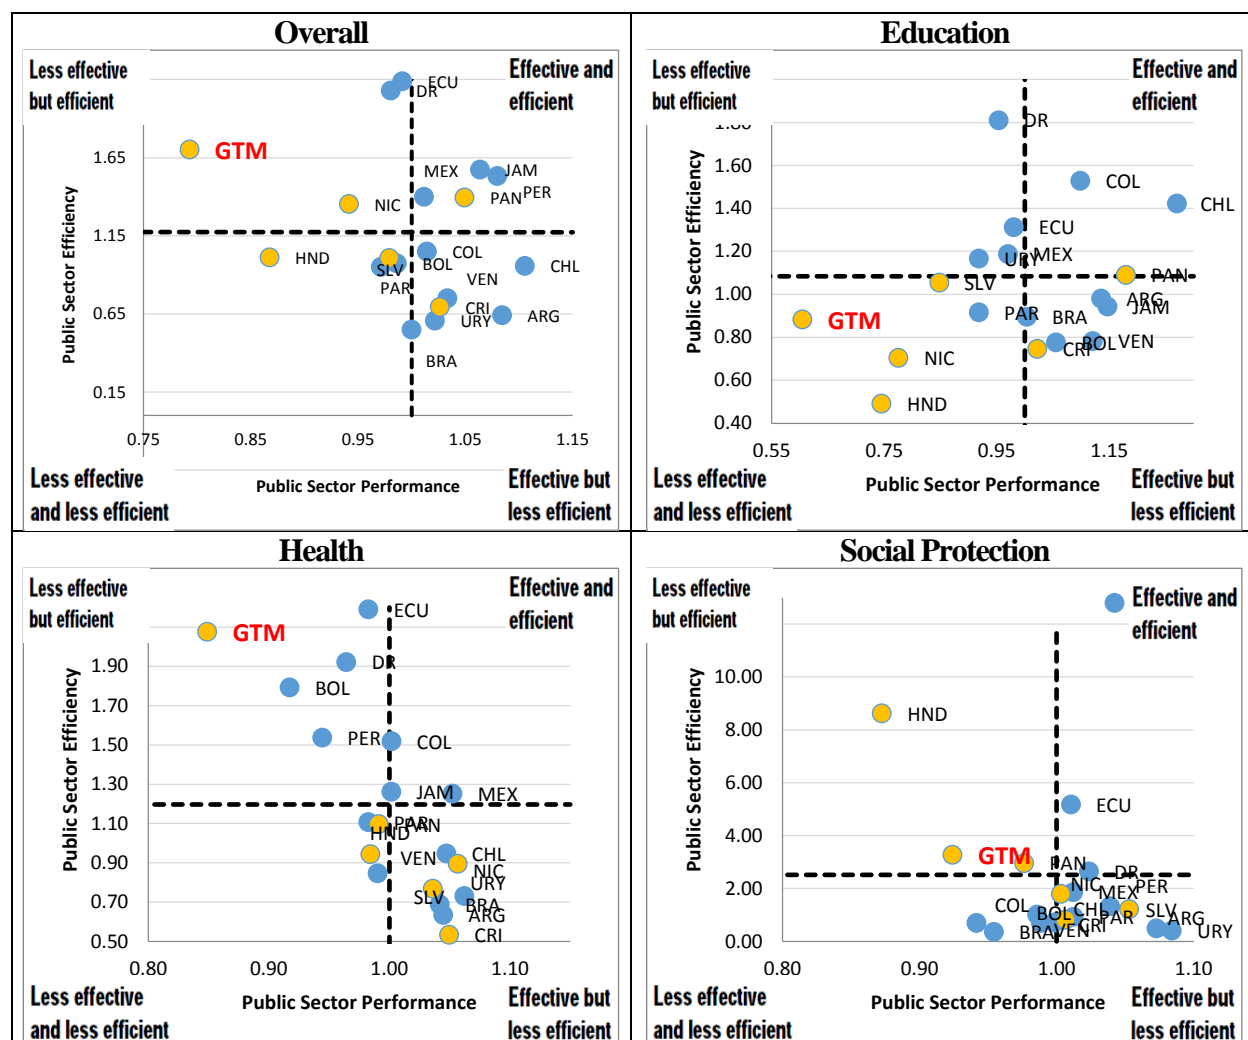 Overall
Less effective
but efficient
Effective and
efficient
ECU
DR
GTM
1.65
MEX
JAM
PAN
PER
NIC
1.15
HND
COL
BOL
SLV
PAR
VEN
CHL
0.65
CRI
URY
ARG
BRA
0.15
0.75
0.85
0.95
1.05
1.15
Public Sector Efficiency
Public Sector Performance
Less effective
and less efficient
Effective but
less efficient
Education
Less effective
but efficient
Effective and
efficient
1.80
DR
1.60
COL
1.40
CHL
ECU
1.20
URY
MEX
PAN
SLV
1.00
ARG
JAM
GTM
PAR
BRA
0.80
CRI
BOL
VEN
NIC
0.60
HND
0.40
0.55
0.75
0.95
1.15
Public Sector Efficiency
Public Sector Performance
Less effective
and less efficient
Effective but
less efficient
Health
Less effective
but efficient
Effective and
efficient
ECU
GTM
1.90
DR
BOL
1.70
PER
COL
1.50
1.30
JAM
MEX
1.10
PAR
PAN
HND
VEN
CHL
0.90
NIC
URY
SLV
0.70
BRA
ARG
CRI
0.50
0.80
0.90
1.00
1.10
Public Sector Efficiency
Public Sector Performance
Less effective
and less efficient
Effective but
less efficient
Social Protection
Effective and
efficient
10.00
HND
8.00
6.00
ECU
4.00
GTM
PAN
DR
2.00
NIC
MEX
PER
COL
BOL
CHL
PAR
SLV
ARG
BRA
VEN
CRI
URY
0.00
0.80
0.90
1.00
1.10
Public Sector Efficiency
Public Sector Performance
Less effective
and less efficient
Effective but
less efficient
Less effective
but efficient